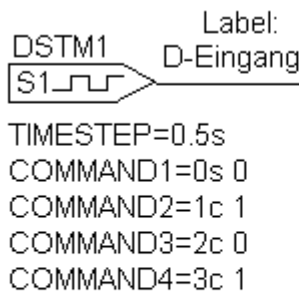 Label:
DSTM1
D-Eingang
S1
TIMESTEP=0.5s
COMMAND1=0s 0
COMMAND2=1c 1
COMMAND3=2c 0
COMMAND4=3c 1